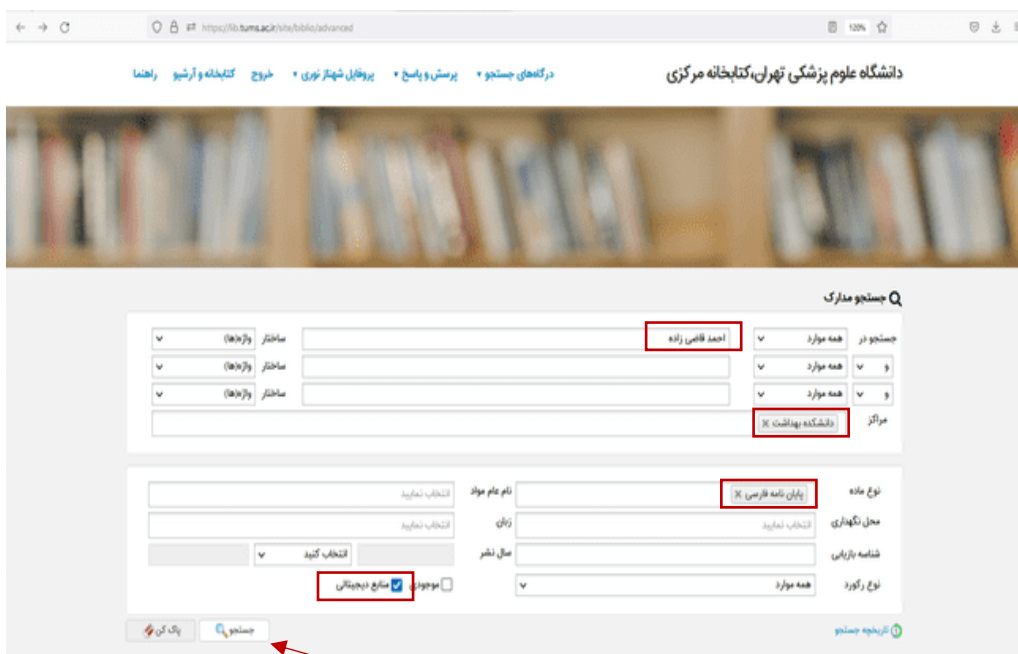 https://lib.tums.ac.ir/site/biblio/advanced
120%
دانشگاه علوم پزشکی تهران،کتابخانه مرکزی
درگاه‌های جستجو پرسش و پاسخ پروفایل شهناز نوری خروج کتابخانه و آرشیو راهنما
جستجو مدارک
جستجو در همه موارد احمد قاضی زاده ساختار واژه(ها)
و همه موارد ساختار واژه(ها)
و همه موارد ساختار واژه(ها)
مراکز دانشکده بهداشت X
نوع ماده پایان نامه فارسی X نام عام مواد انتخاب نمایید
محل نگهداری انتخاب نمایید زبان انتخاب نمایید
شناسه بازیابی سال نشر انتخاب کنید
نوع رکورد همه موارد موجودی منابع دیجیتالی
تاریخچه جستجو جستجو پاک کن